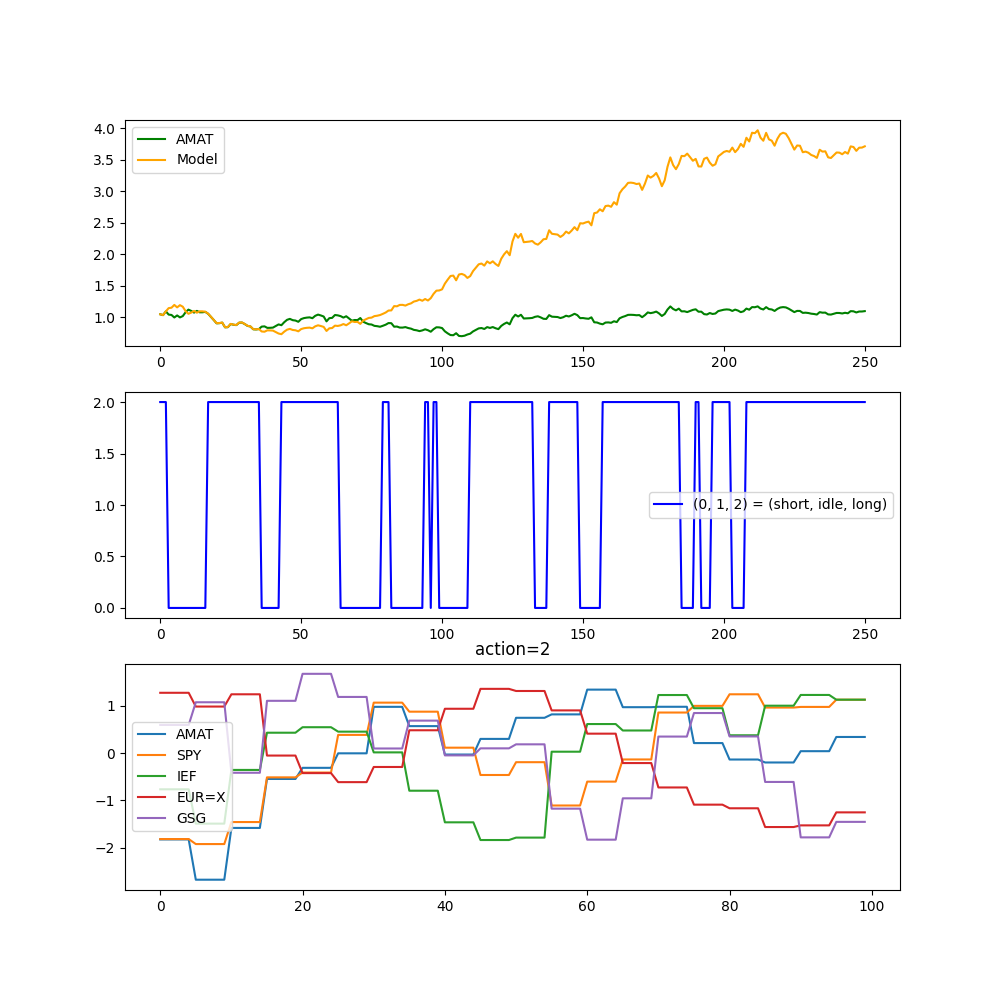 4.0
3.5
3.0
2.5
2.0
1.5
1.0
AMAT
Model
0 50 100 150 200 250
2.0
1.5
1.0
0.5
0.0
(0, 1, 2) = (short, idle, long)
0 50 100 150 200 250
action=2
1
0
−1
−2
AMAT
SPY
IEF
EUR=X
GSG
0 20 40 60 80 100